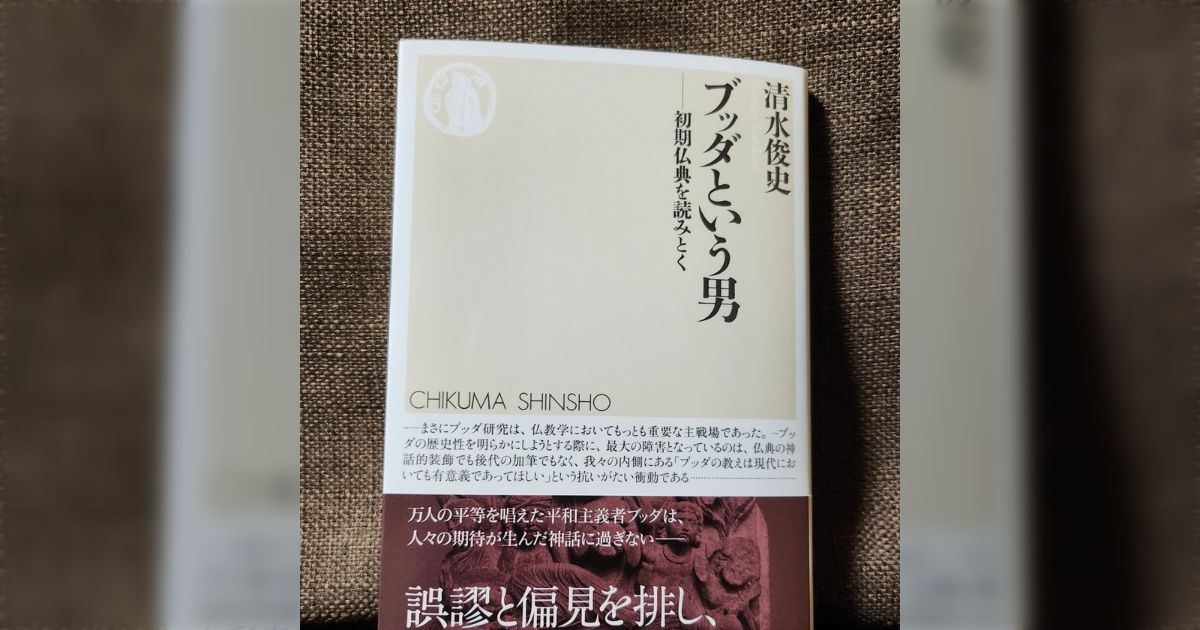 清水俊史
ブッダという男
──初期仏典を読みとく
CHIKUMA SHINSHO
……まさにブッダ研究は、仏教学においてもっとも重要な主戦場であった。…ブッ
ダの歴史性を明らかにしようとする際に、最大の障害となっているのは、仏典の神
話的装飾でも後代の加筆でもなく、我々の内側にある「ブッダの教えは現代にお
いても有意義であってほしい」という抗いがたい衝動である……………………
万人の平等を唱えた平和主義者ブッダは、
人々の期待が生んだ神話に過ぎない──
誤謬と偏見を排し、